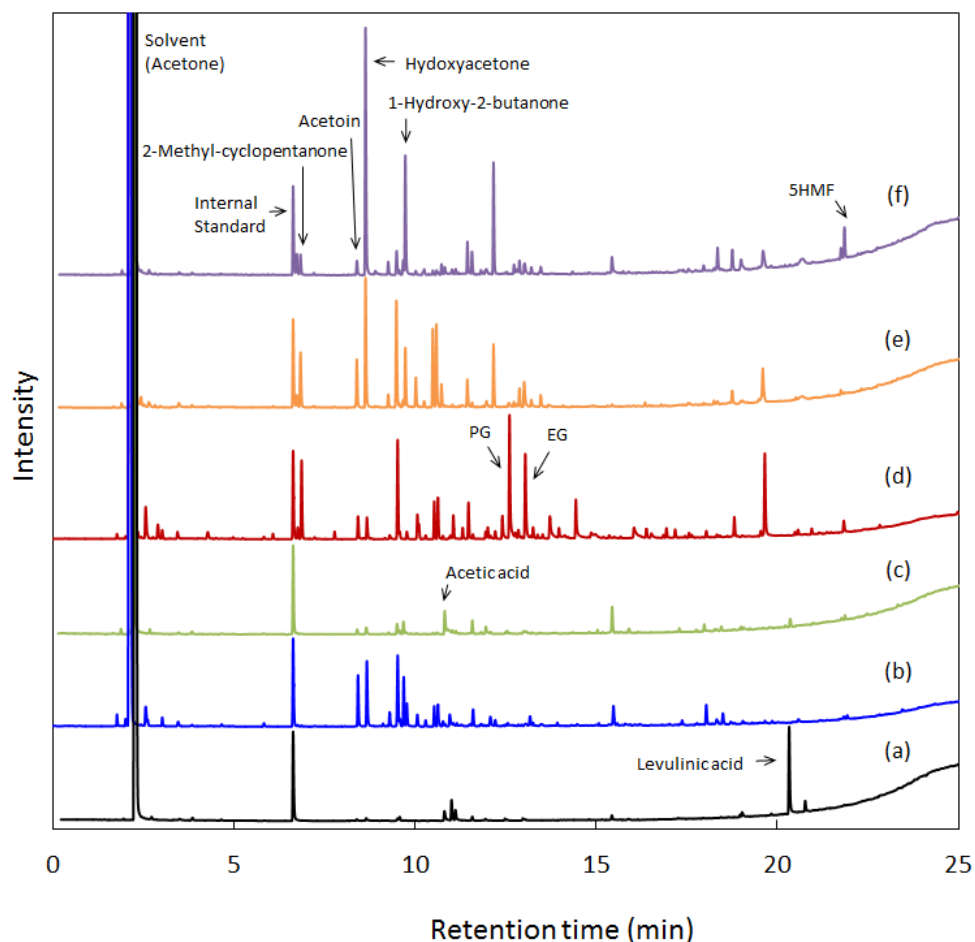 Solvent
(Acetone)
Hydoxyacetone
1-Hydroxy-2-butanone
Acetoin
2-Methyl-cyclopentanone
Internal
Standard
5HMF
(f)
(e)
PG
EG
(d)
Acetic acid
(c)
(b)
Levulinic acid
(a)
Intensity
0
5
10
15
20
25
Retention time (min)